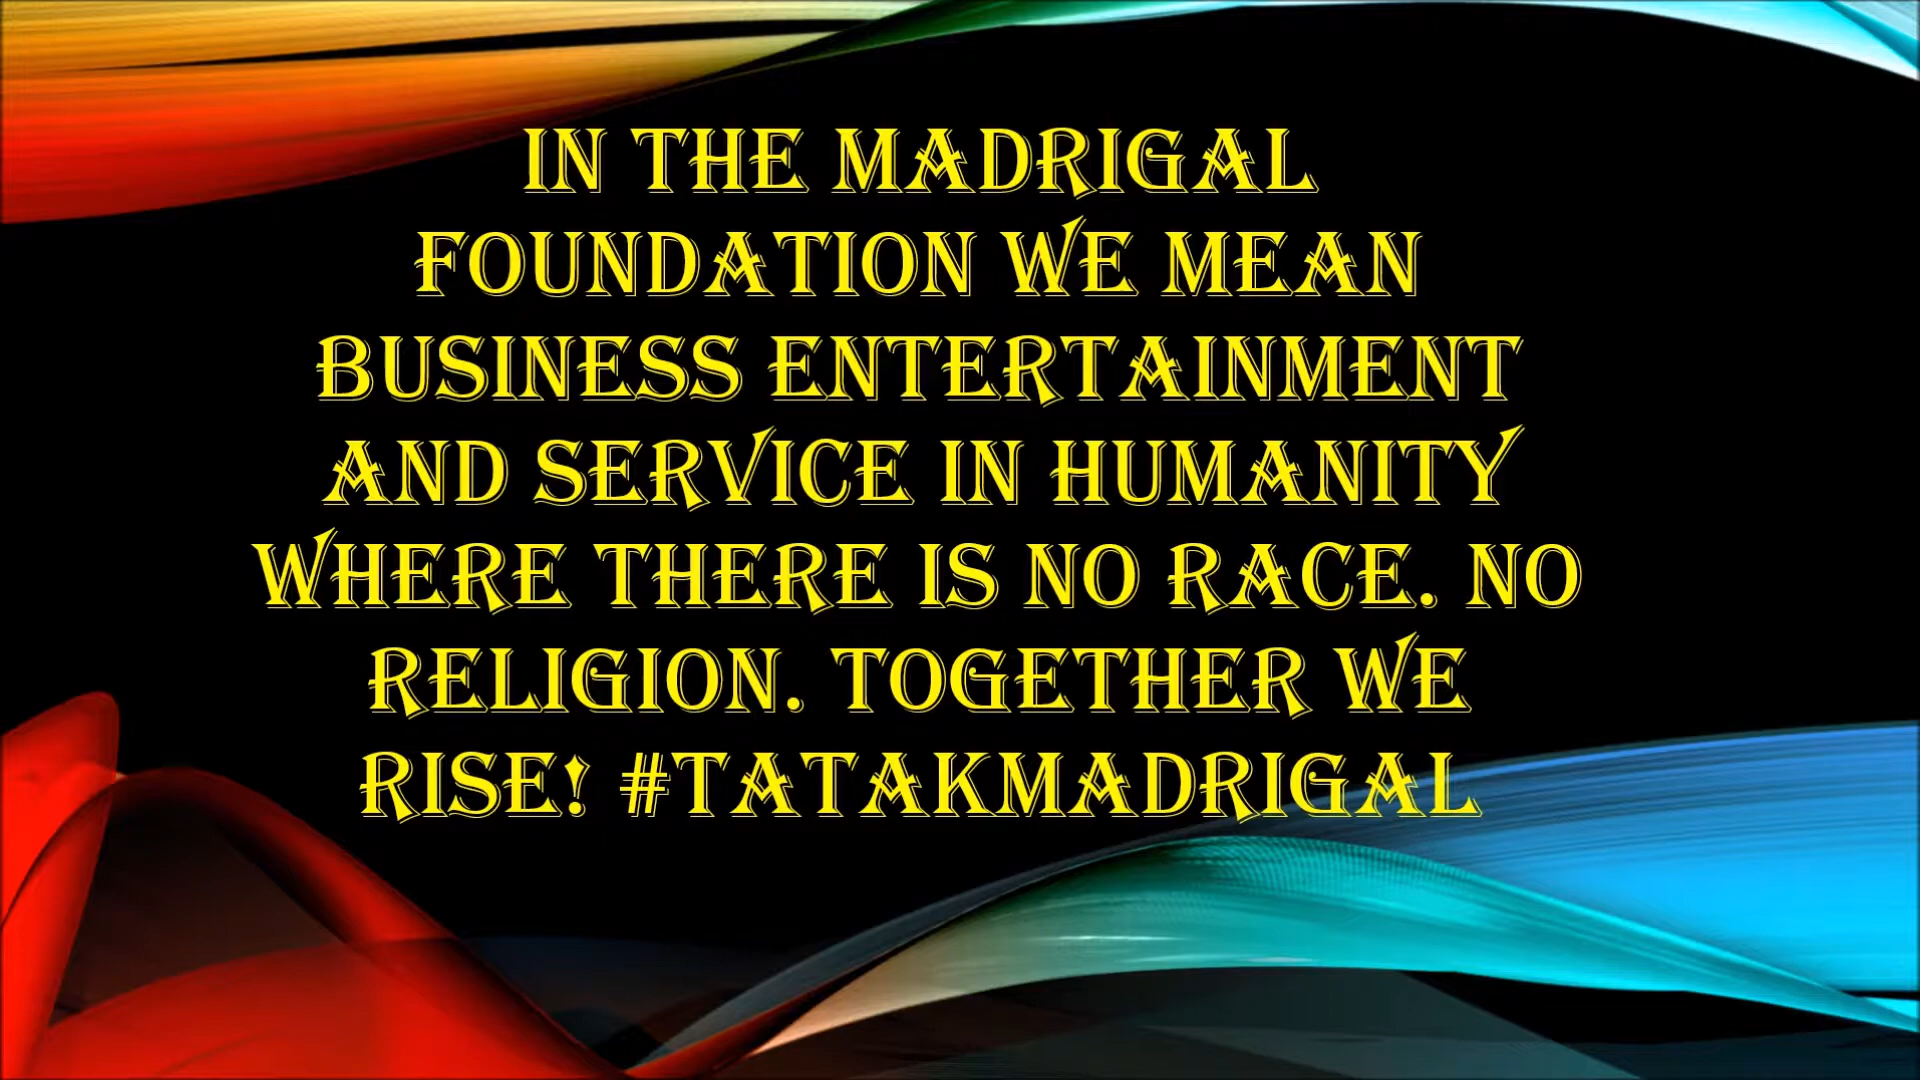 IN THE MADRIGAL
FOUNDATION WE MEAN
BUSINESS ENTERTAINMENT
AND SERVICE IN HUMANITY
WHERE THERE IS NO RACE. NO
RELIGION. TOGETHER WE
RISE! #TATAKMADRIGAL